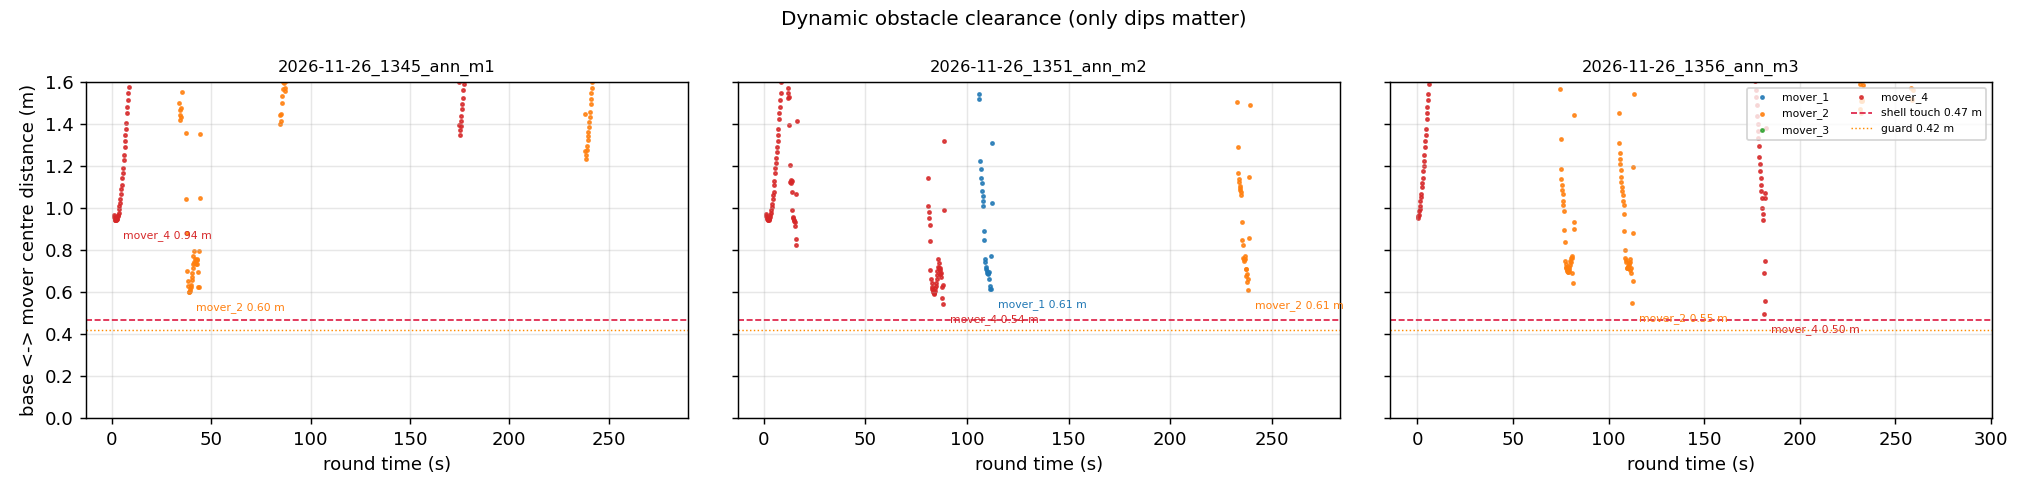 Dynamic obstacle clearance (only dips matter)
2026-11-26_1345_ann_m1
base <-> mover centre distance (m)
1.6
1.4
1.2
1.0
0.8
0.6
0.4
0.2
0.0
mover_4 0.94 m
mover_2 0.60 m
0
50
100
150
200
250
round time (s)
2026-11-26_1351_ann_m2
mover_4 0.54 m
mover_1 0.61 m
mover_2 0.61 m
0
50
100
150
200
250
round time (s)
2026-11-26_1356_ann_m3
mover_1
mover_2
mover_3
mover_4
shell touch 0.47 m
guard 0.42 m
mover_2 0.55 m
mover_4 0.50 m
0
50
100
150
200
250
300
round time (s)